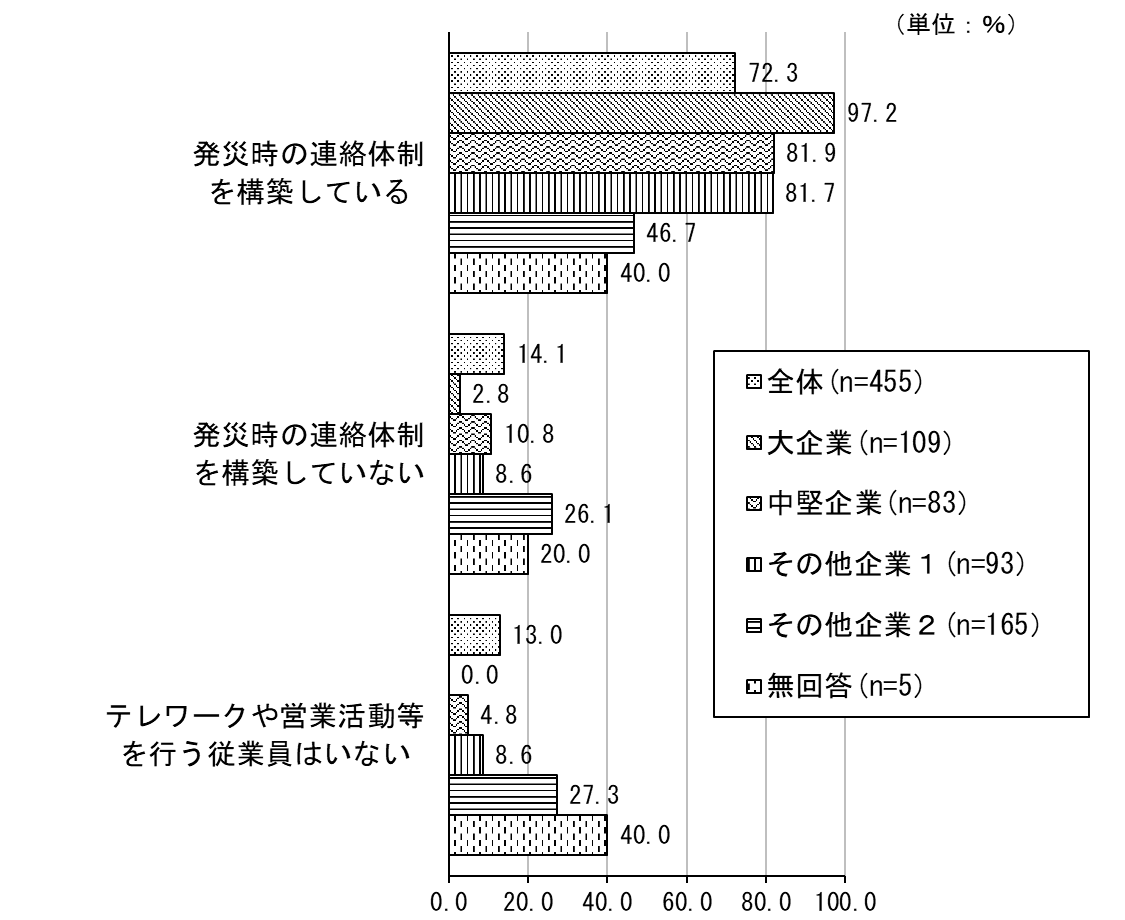 （単位：％）
72.3
97.2
81.9
81.7
46.7
40.0
発災時の連絡体制
を構築している
14.1
2.8
10.8
8.6
26.1
20.0
発災時の連絡体制
を構築していない
13.0
0.0
4.8
8.6
27.3
40.0
テレワークや営業活動等
を行う従業員はいない
全体(n=455)
大企業(n=109)
中堅企業(n=83)
その他企業１(n=93)
その他企業２(n=165)
無回答(n=5)
0.0 20.0 40.0 60.0 80.0 100.0